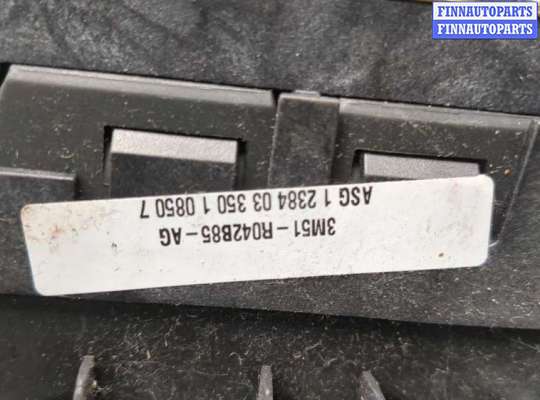 FINNAUTOPARTS
FINNAUTOPARTS
3M51-R042B85-AG
ASG 1 2384 03 350 1 0850 7